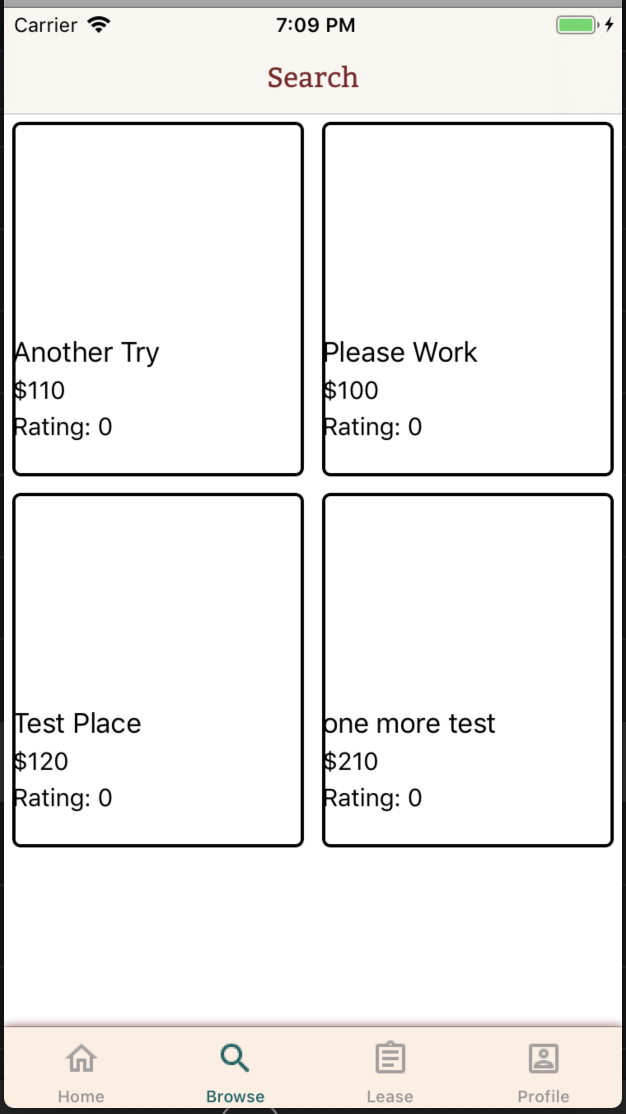 Carrier 7:09 PM
Search
Another Try
$110
Rating: 0
Please Work
$100
Rating: 0
Test Place
$120
Rating: 0
one more test
$210
Rating: 0
Home Browse Lease Profile